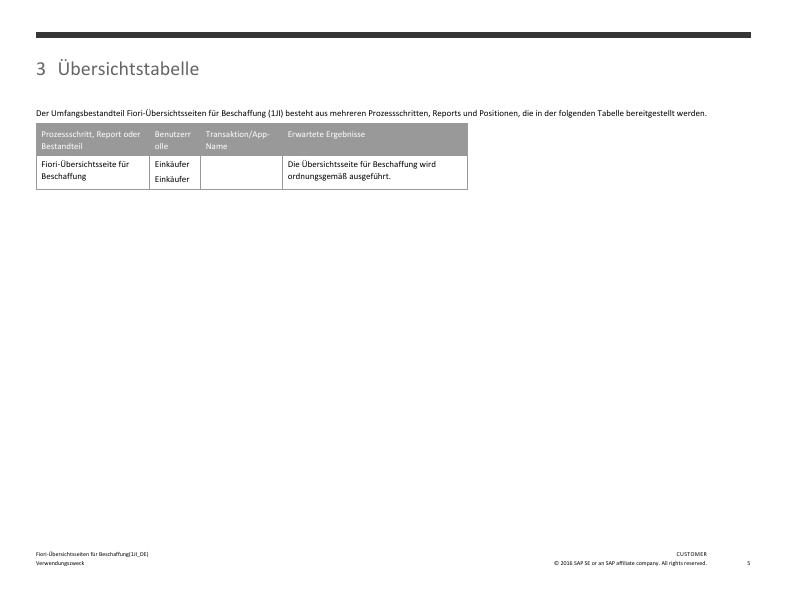 3 Übersichtstabelle
Der Umfangsbestandteil Fiori-Übersichtsseiten für Beschaffung (1JI) besteht aus mehreren Prozessschritten, Reports und Positionen, die in der folgenden Tabelle bereitgestellt werden.
Prozessschritt, Report oder
Bestandteil
Benutzerr
olle
Transaktion/App-
Name
Erwartete Ergebnisse
Fiori-Übersichtsseite für
Beschaffung
Einkäufer
Einkäufer
Die Übersichtsseite für Beschaffung wird
ordnungsgemäß ausgeführt.
Fiori-Übersichtsseiten für Beschaffung(1JI_DE)
Verwendungszweck
CUSTOMER
© 2016 SAP SE or an SAP affiliate company. All rights reserved.
5